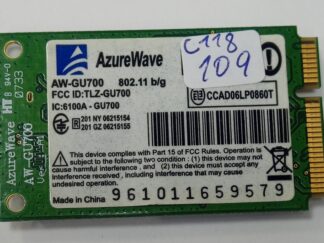 AzureWave
C118
109
AW-GU700 802.11 b/g
FCC ID:TLZ-GU700
IC:6100A - GU700
201 NY 06215154
201 GZ 06215155
CCAD06LP0860T
This device complies with Part 15 of FCC Rules. Operation is
subject to the following two conditions: (1) this device may not
cause harmful interference , and (2) this device must accept any
interference received, including interference that may cause
undesired operation.
Made in China
961011659579
AzureWave
AW-GU700
94V-0
0733